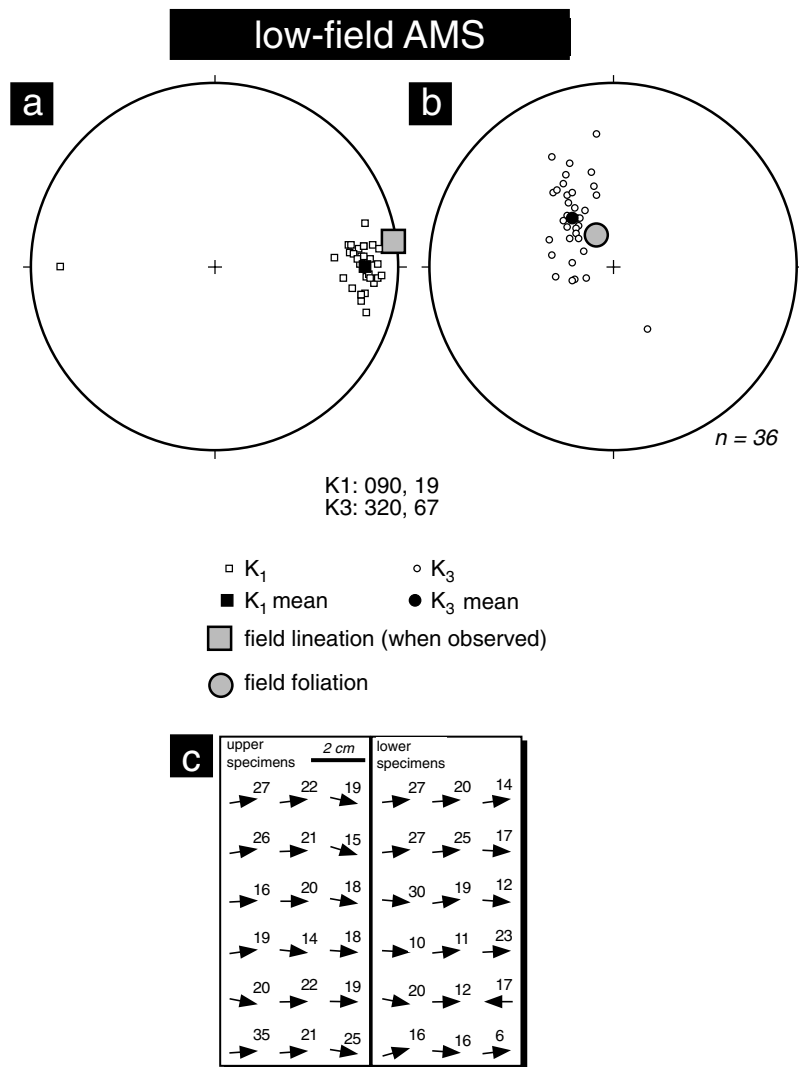 low-field AMS
a
b
n = 36
K1: 090, 19
K3: 320, 67
K1 K3
K1 mean K3 mean
field lineation (when observed)
field foliation
c
upper specimens
2 cm
lower specimens
27 22 19 27 20 14
26 21 15 27 25 17
16 20 18 30 19 12
19 14 18 10 11 23
20 22 19 20 12 17
35 21 25 16 16 6